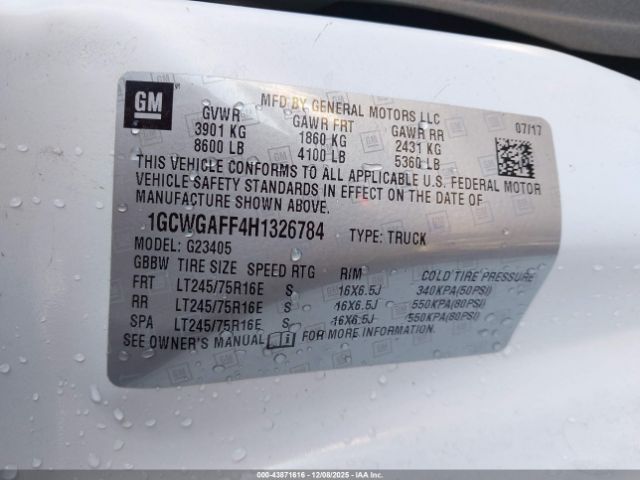 GM
MFD BY GENERAL MOTORS LLC
07/17
GVWR GAWR FRT GAWR RR
3901 KG 1860 KG 2431 KG
8600 LB 4100 LB 5360 LB
THIS VEHICLE CONFORMS TO ALL APPLICABLE U.S. FEDERAL MOTOR
VEHICLE SAFETY STANDARDS IN EFFECT ON THE DATE OF
MANUFACTURE SHOWN ABOVE.
1GCWGAFF4H1326784 TYPE: TRUCK
MODEL: G23405
GBBW TIRE SIZE SPEED RTG RIM COLD TIRE PRESSURE
FRT LT245/75R16E S 16X6.5J 340KPA(50PSI)
RR LT245/75R16E S 16X6.5J 550KPA(80PSI)
SPA LT245/75R16E S 16X6.5J 550KPA(80PSI)
SEE OWNER'S MANUAL FOR MORE INFORMATION.
269 - 43871616 - 12/08/2025 - IAAI.COM